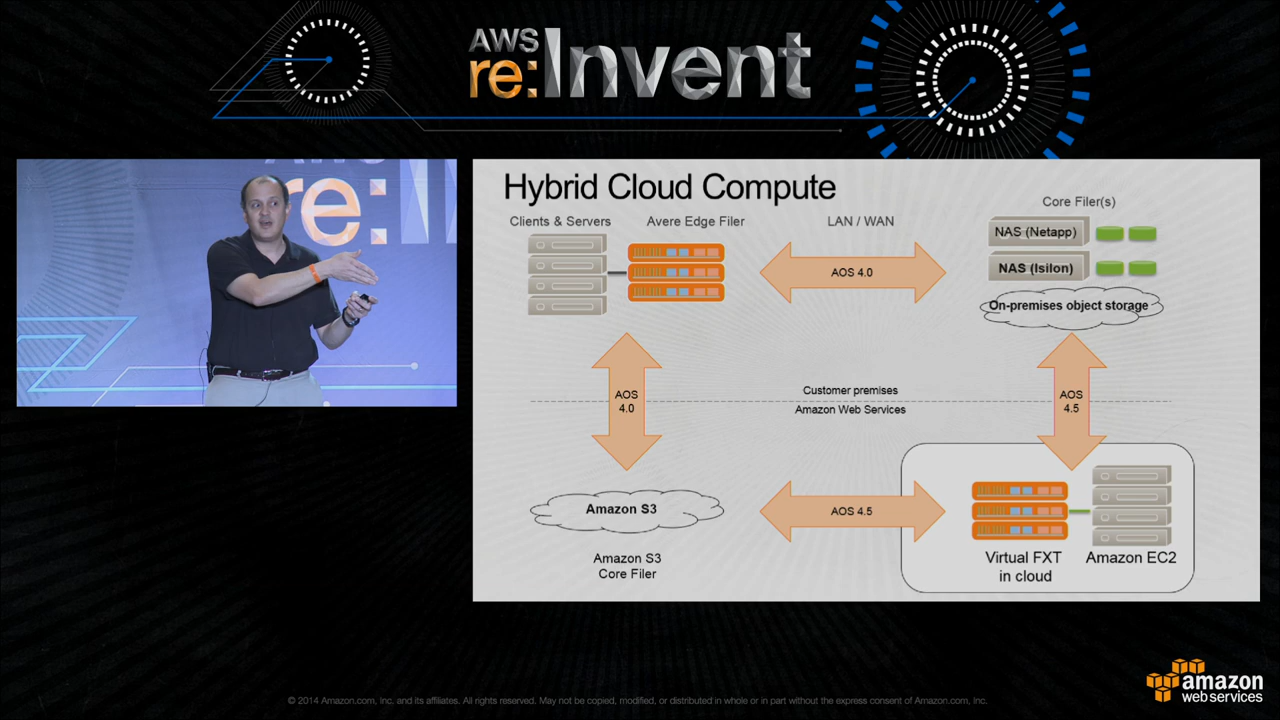 AWS
re:Invent
AWS
re:I
Hybrid Cloud Compute
Clients & Servers
Avere Edge Filer
LAN / WAN
Core Filer(s)
NAS (Netapp)
AOS 4.0
NAS (Isilon)
On-premises object storage
AOS
4.0
Customer premises
Amazon Web Services
AOS
4.5
Amazon S3
AOS 4.5
Amazon S3
Core Filer
Virtual FXT
in cloud
Amazon EC2
amazon
web services
© 2014 Amazon.com, Inc. and its affiliates. All rights reserved. May not be copied, modified, or distributed in whole or in part without the express consent of Amazon.com, Inc.